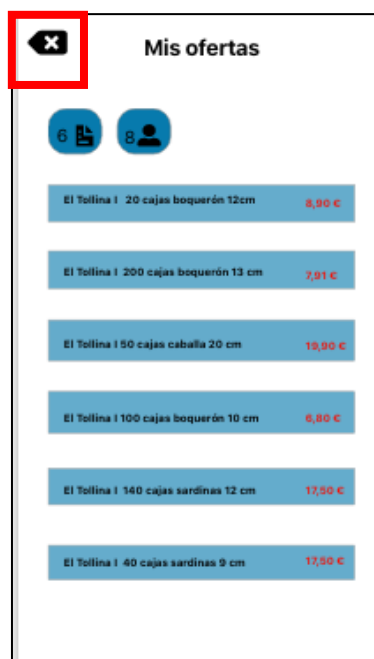 Mis ofertas
6
8
El Tollina I 20 cajas boquerón 12cm 8,90 €
El Tollina I 200 cajas boquerón 13 cm 7,91 €
El Tollina I 50 cajas caballa 20 cm 19,90 €
El Tollina I 100 cajas boquerón 10 cm 6,80 €
El Tollina I 140 cajas sardinas 12 cm 17,50 €
El Tollina I 40 cajas sardinas 9 cm 17,50 €